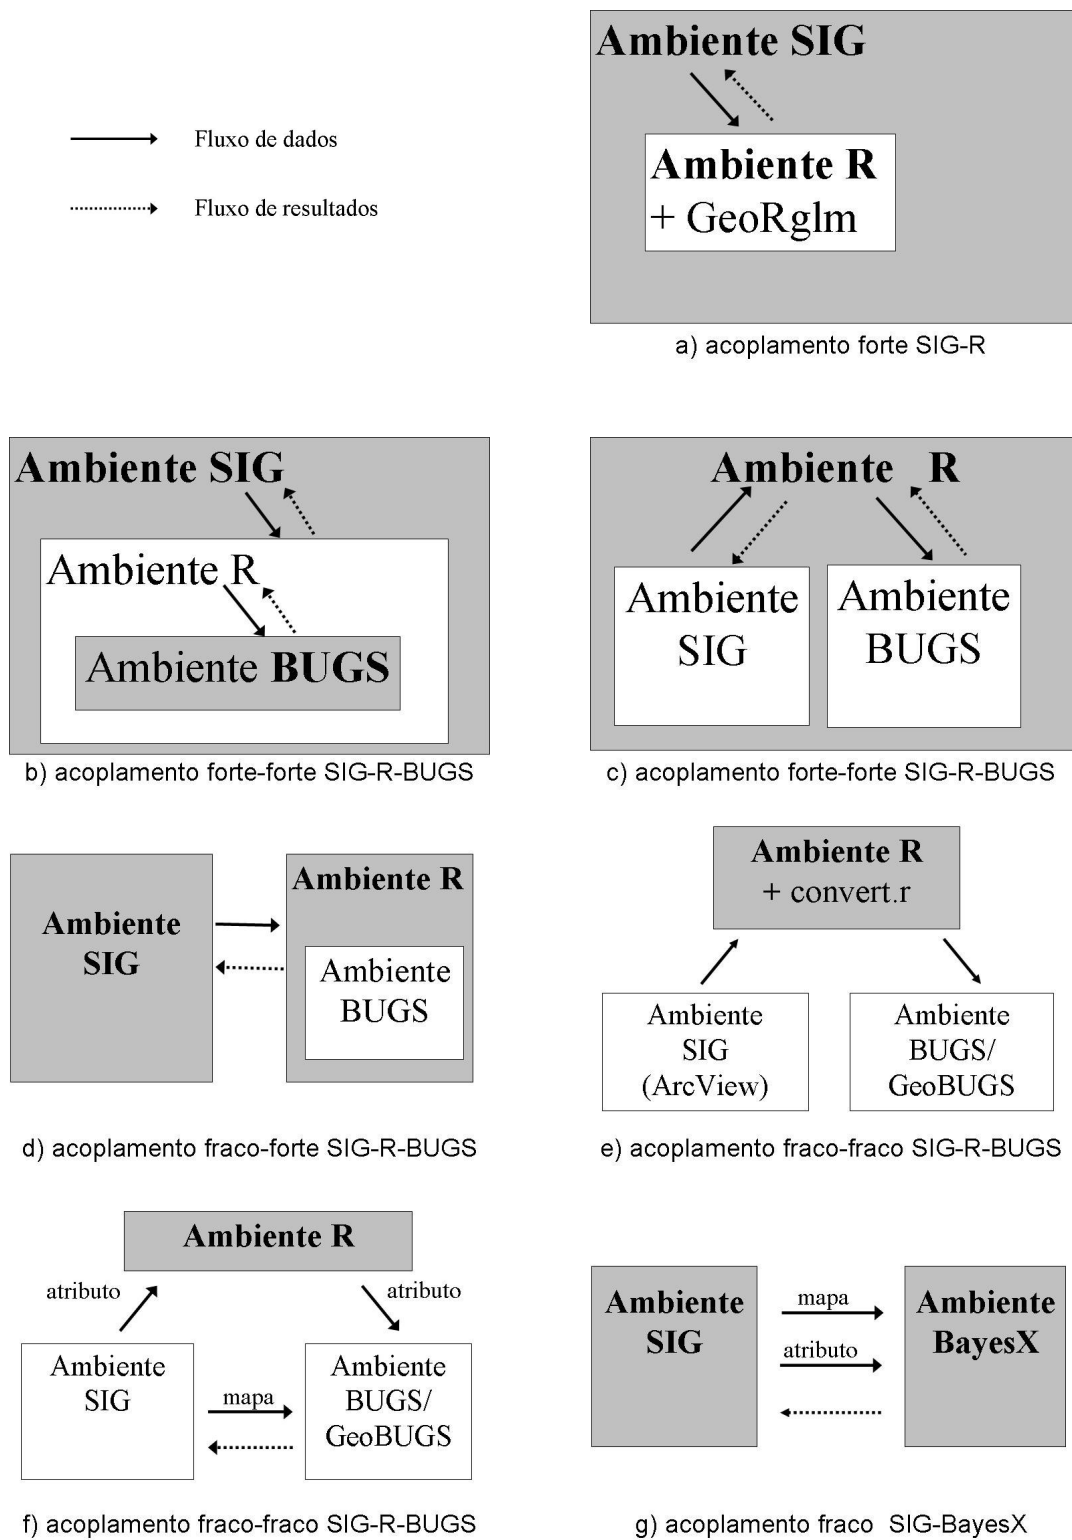 Fluxo de dados
Fluxo de resultados
Ambiente SIG
Ambiente R
+ GeoRglm
a) acoplamento forte SIG-R
Ambiente SIG
Ambiente R
Ambiente BUGS
b) acoplamento forte-forte SIG-R-BUGS
Ambiente R
Ambiente
SIG
Ambiente
BUGS
c) acoplamento forte-forte SIG-R-BUGS
Ambiente
SIG
Ambiente R
Ambiente
BUGS
d) acoplamento fraco-forte SIG-R-BUGS
Ambiente R
+ convert.r
Ambiente
SIG
(ArcView)
Ambiente
BUGS/
GeoBUGS
e) acoplamento fraco-fraco SIG-R-BUGS
Ambiente R
atributo
atributo
Ambiente
SIG
mapa
Ambiente
BUGS/
GeoBUGS
f) acoplamento fraco-fraco SIG-R-BUGS
Ambiente
SIG
mapa
atributo
Ambiente
BayesX
g) acoplamento fraco SIG-BayesX